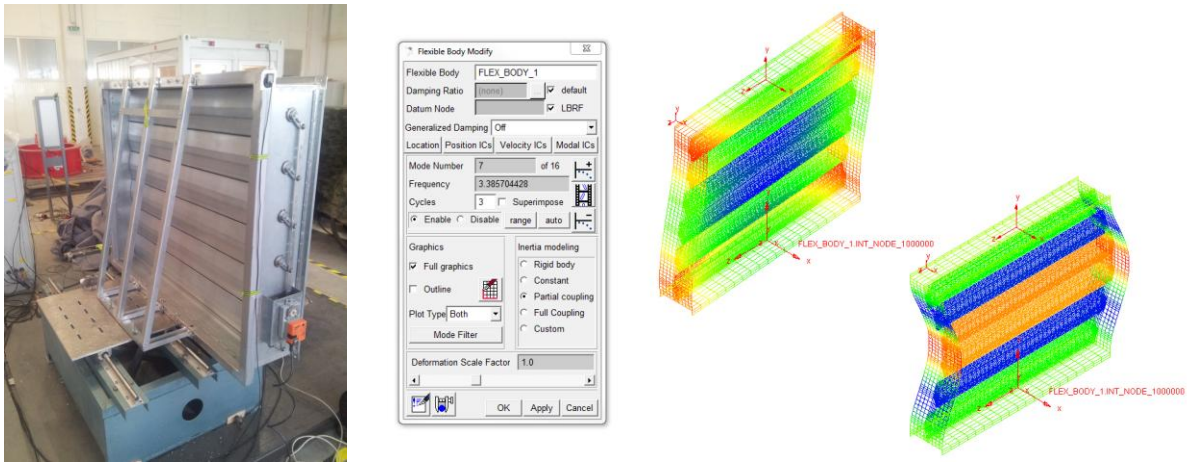 Flexible Body Modify
Flexible Body FLEX_BODY_1
Damping Ratio (none) ... default
Datum Node LBRF
Generalized Damping Off
Location Position ICs Velocity ICs Modal ICs
Mode Number 7 of 16
Frequency 3.385704428
Cycles 3 Superimpose
Enable Disable range auto
Graphics Inertia modeling
Full graphics Rigid body
Outline Constant
Partial coupling
Plot Type Both Full Coupling
Mode Filter Custom
Deformation Scale Factor 1.0
OK Apply Cancel
y
z
x
y
x
FLEX_BODY_1.INT_NODE_1000000
z
x
y
z
x
y
x
FLEX_BODY_1.INT_NODE_1000000
z
x